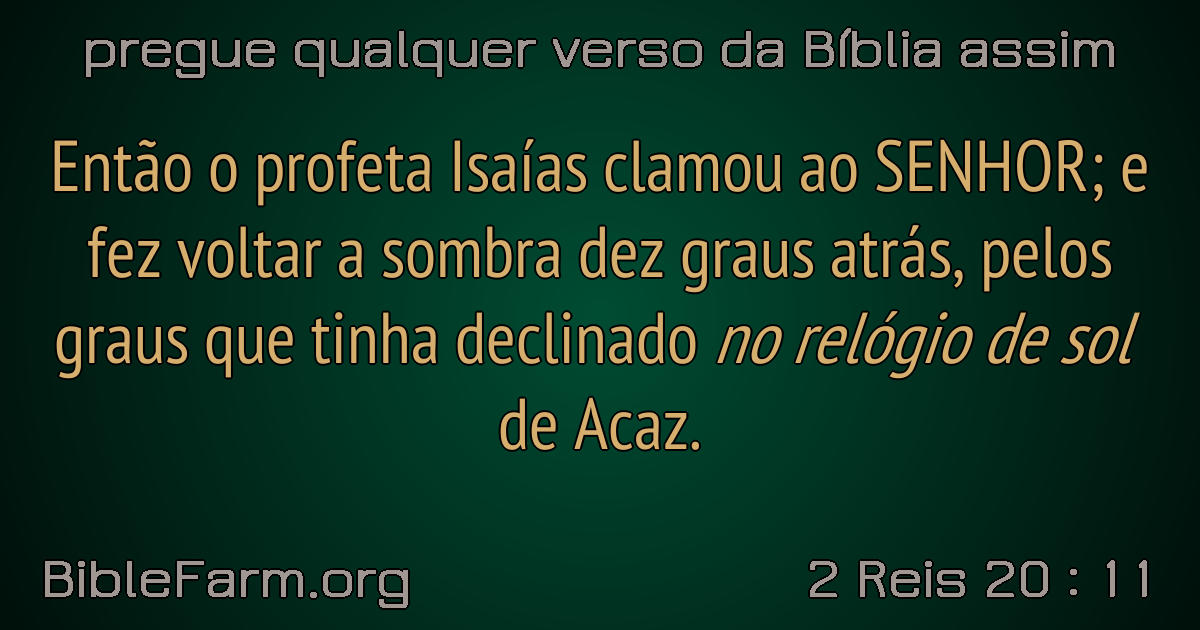 pregue qualquer verso da Bíblia assim
Então o profeta Isaías clamou ao SENHOR; e
fez voltar a sombra dez graus atrás, pelos
graus que tinha declinado no relógio de sol
de Acaz.
BibleFarm.org
2 Reis 20 : 11